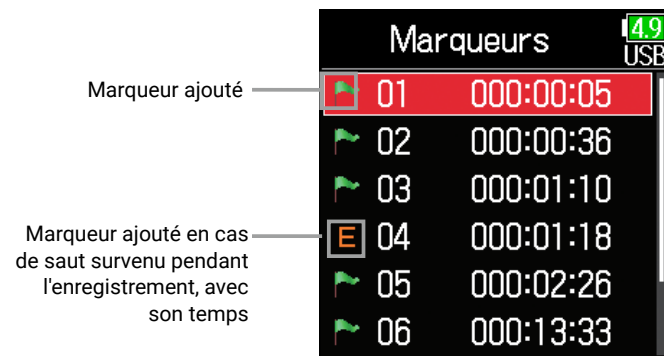 Marqueurs
4.9
USB
Marqueur ajouté
01 000:00:05
02 000:00:36
03 000:01:10
Marqueur ajouté en cas
de saut survenu pendant
l'enregistrement, avec
son temps
E 04 000:01:18
05 000:02:26
06 000:13:33